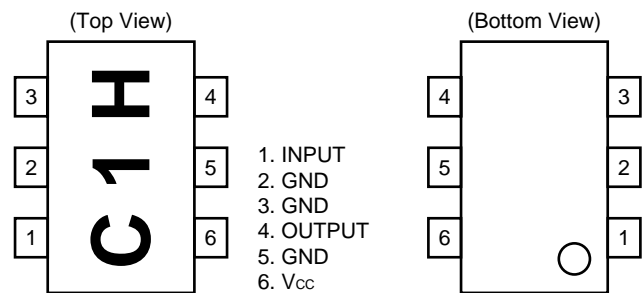 (Top View)
3
2
1
C1H
4
5
6
1. INPUT
2. GND
3. GND
4. OUTPUT
5. GND
6. VCC
(Bottom View)
4
5
6
3
2
1